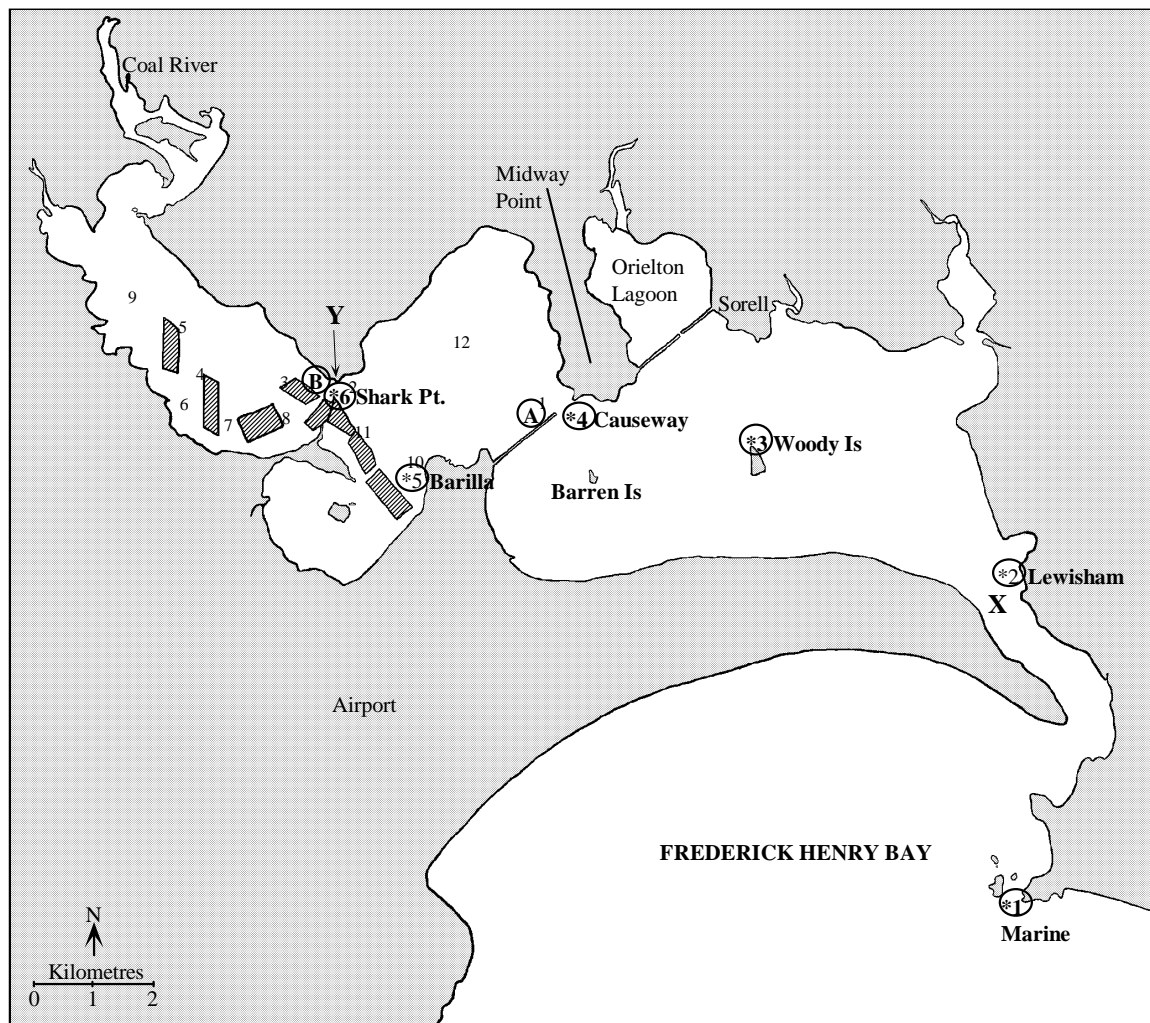 Coal River
Midway
Point
Orielton
Lagoon
Sorell
9
5
Y
12
4
3
B
2
*6 Shark Pt.
6
7
8
11
A
1
*4 Causeway
*3 Woody Is
10
*5 Barilla
Barren Is
*2 Lewisham
X
Airport
FREDERICK HENRY BAY
*1
Marine
N
Kilometres
0 1 2